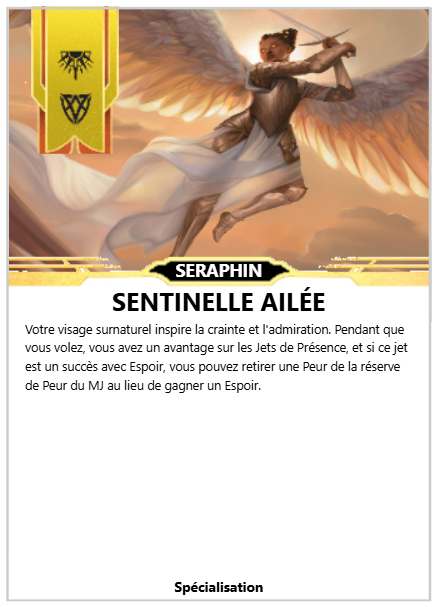 SERAPHIN
SENTINELLE AILÉE
Votre visage surnaturel inspire la crainte et l'admiration. Pendant que
vous volez, vous avez un avantage sur les Jets de Présence, et si ce jet
est un succès avec Espoir, vous pouvez retirer une Peur de la réserve
de Peur du MJ au lieu de gagner un Espoir.
Spécialisation